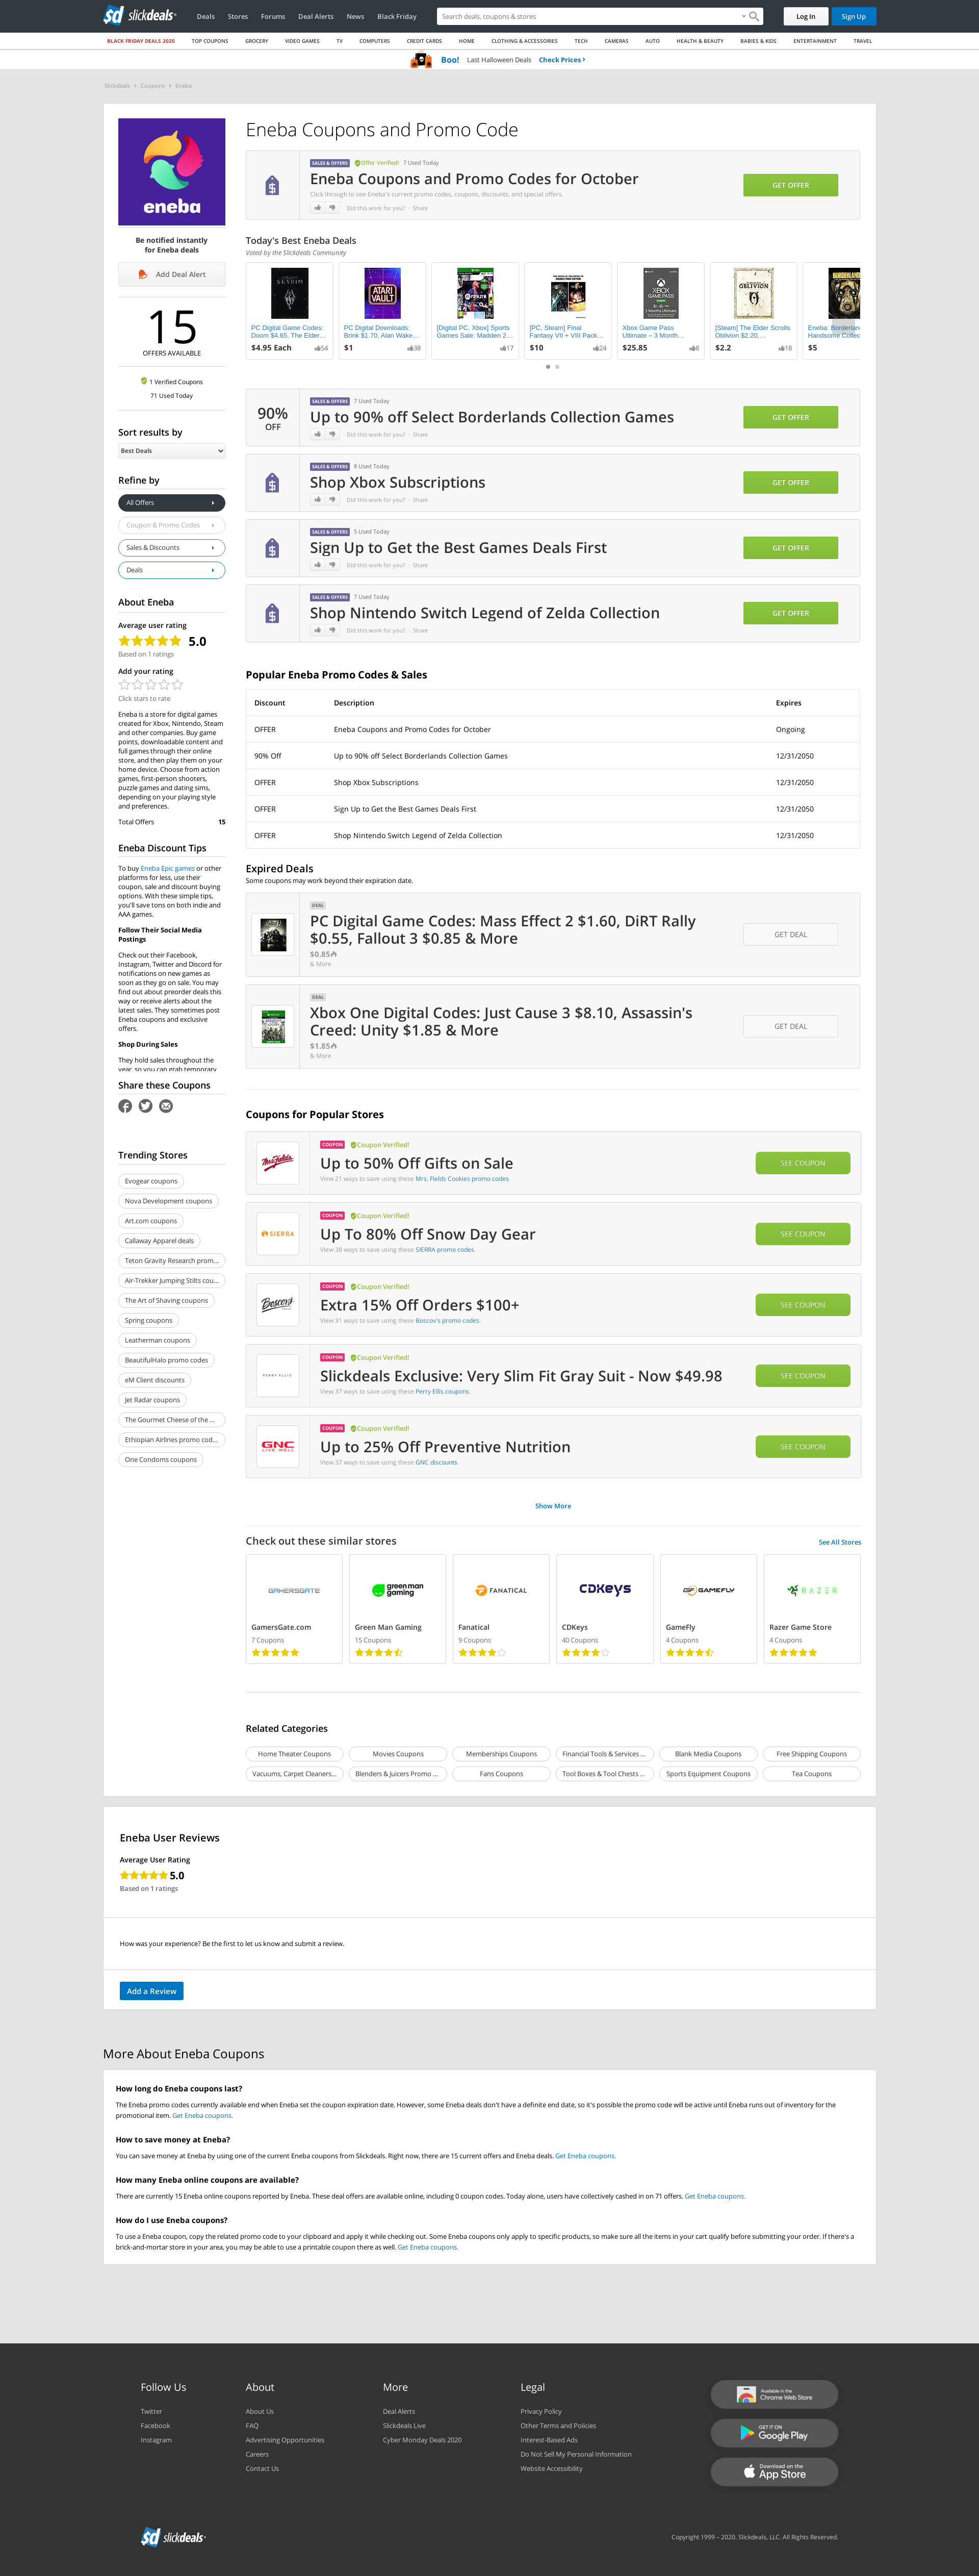 slickdeals
Deals Stores Forums Deal Alerts News Black Friday
Search deals, coupons & stores
Log In
Sign Up
BLACK FRIDAY DEALS 2020 TOP COUPONS GROCERY VIDEO GAMES TV COMPUTERS CREDIT CARDS HOME CLOTHING & ACCESSORIES TECH CAMERAS AUTO HEALTH & BEAUTY BABIES & KIDS ENTERTAINMENT TRAVEL
Boo! Last Halloween Deals Check Prices ›
Slickdeals › Coupons › Eneba
eneba
Be notified instantly
for Eneba deals
Add Deal Alert
15
OFFERS AVAILABLE
1 Verified Coupons
71 Used Today
Sort results by
Best Deals
Refine by
All Offers
Coupon & Promo Codes
Sales & Discounts
Deals
About Eneba
Average user rating
5.0
Based on 1 ratings
Add your rating
Click stars to rate
Eneba is a store for digital games
created for Xbox, Nintendo, Steam
and other companies. Buy game
points, downloadable content and
full games through their online
store, and then play them on your
home device. Choose from action
games, first-person shooters,
puzzle games and dating sims,
depending on your playing style
and preferences.
Total Offers 15
Eneba Discount Tips
To buy Eneba Epic games or other
platforms for less, use their
coupon, sale and discount buying
options. With these simple tips,
you'll save tons on both indie and
AAA games.
Follow Their Social Media
Postings
Check out their Facebook,
Instagram, Twitter and Discord for
notifications on new games as
soon as they go on sale. You may
find out about preorder deals this
way or receive alerts about the
latest sales. They sometimes post
Eneba coupons and exclusive
offers.
Shop During Sales
They hold sales throughout the
year, so you can grab temporary
Share these Coupons
Trending Stores
Evogear coupons
Nova Development coupons
Art.com coupons
Callaway Apparel deals
Teton Gravity Research prom...
Air-Trekker Jumping Stilts cou...
The Art of Shaving coupons
Spring coupons
Leatherman coupons
BeautifulHalo promo codes
eM Client discounts
Jet Radar coupons
The Gourmet Cheese of the ...
Ethiopian Airlines promo cod...
One Condoms coupons
Eneba Coupons and Promo Code
SALES & OFFERS Offer Verified! 7 Used Today
Eneba Coupons and Promo Codes for October
Click through to see Eneba's current promo codes, coupons, discounts, and special offers.
Did this work for you? · Share
GET OFFER
Today's Best Eneba Deals
Voted by the Slickdeals Community
SKYRIM
PC Digital Game Codes:
Doom $4.65, The Elder...
$4.95 Each 54
ATARI VAULT
PC Digital Downloads:
Brink $1.70, Alan Wake...
$1 38
[Digital PC, Xbox] Sports
Games Sale: Madden 2...
17
[PC, Steam] Final
Fantasy VII + VIII Pack...
$10 24
XBOX GAME PASS
Xbox Game Pass
Ultimate – 3 Month...
$25.85 8
OBLIVION
[Steam] The Elder Scrolls
Oblivion $2.20,...
$2.2 18
BORDERLANDS
Eneba: Borderlan
Handsome Collec
$5
90%
OFF
SALES & OFFERS 7 Used Today
Up to 90% off Select Borderlands Collection Games
Did this work for you? · Share
GET OFFER
SALES & OFFERS 8 Used Today
Shop Xbox Subscriptions
Did this work for you? · Share
GET OFFER
SALES & OFFERS 5 Used Today
Sign Up to Get the Best Games Deals First
Did this work for you? · Share
GET OFFER
SALES & OFFERS 7 Used Today
Shop Nintendo Switch Legend of Zelda Collection
Did this work for you? · Share
GET OFFER
Popular Eneba Promo Codes & Sales
Discount Description Expires
OFFER Eneba Coupons and Promo Codes for October Ongoing
90% Off Up to 90% off Select Borderlands Collection Games 12/31/2050
OFFER Shop Xbox Subscriptions 12/31/2050
OFFER Sign Up to Get the Best Games Deals First 12/31/2050
OFFER Shop Nintendo Switch Legend of Zelda Collection 12/31/2050
Expired Deals
Some coupons may work beyond their expiration date.
DEAL
PC Digital Game Codes: Mass Effect 2 $1.60, DiRT Rally
$0.55, Fallout 3 $0.85 & More
$0.85
& More
GET DEAL
DEAL
Xbox One Digital Codes: Just Cause 3 $8.10, Assassin's
Creed: Unity $1.85 & More
$1.85
& More
GET DEAL
Coupons for Popular Stores
Mrs. Fields
COUPON Coupon Verified!
Up to 50% Off Gifts on Sale
View 21 ways to save using these Mrs. Fields Cookies promo codes.
SEE COUPON
SIERRA
COUPON Coupon Verified!
Up To 80% Off Snow Day Gear
View 38 ways to save using these SIERRA promo codes.
SEE COUPON
Boscov's
COUPON Coupon Verified!
Extra 15% Off Orders $100+
View 31 ways to save using these Boscov's promo codes.
SEE COUPON
PERRY ELLIS
COUPON Coupon Verified!
Slickdeals Exclusive: Very Slim Fit Gray Suit - Now $49.98
View 37 ways to save using these Perry Ellis coupons.
SEE COUPON
GNC
LIVE WELL
COUPON Coupon Verified!
Up to 25% Off Preventive Nutrition
View 37 ways to save using these GNC discounts.
SEE COUPON
Show More
Check out these similar stores
See All Stores
GAMERSGATE
GamersGate.com
7 Coupons
green man gaming
Green Man Gaming
15 Coupons
FANATICAL
Fanatical
9 Coupons
CDKeys
CDKeys
40 Coupons
GAMEFLY
GameFly
4 Coupons
RAZER
Razer Game Store
4 Coupons
Related Categories
Home Theater Coupons Movies Coupons Memberships Coupons Financial Tools & Services ... Blank Media Coupons Free Shipping Coupons
Vacuums, Carpet Cleaners... Blenders & Juicers Promo ... Fans Coupons Tool Boxes & Tool Chests ... Sports Equipment Coupons Tea Coupons
Eneba User Reviews
Average User Rating
5.0
Based on 1 ratings
How was your experience? Be the first to let us know and submit a review.
Add a Review
More About Eneba Coupons
How long do Eneba coupons last?
The Eneba promo codes currently available end when Eneba set the coupon expiration date. However, some Eneba deals don't have a definite end date, so it's possible the promo code will be active until Eneba runs out of inventory for the
promotional item. Get Eneba coupons.
How to save money at Eneba?
You can save money at Eneba by using one of the current Eneba coupons from Slickdeals. Right now, there are 15 current offers and Eneba deals. Get Eneba coupons.
How many Eneba online coupons are available?
There are currently 15 Eneba online coupons reported by Eneba. These deal offers are available online, including 0 coupon codes. Today alone, users have collectively cashed in on 71 offers. Get Eneba coupons.
How do I use Eneba coupons?
To use a Eneba coupon, copy the related promo code to your clipboard and apply it while checking out. Some Eneba coupons only apply to specific products, so make sure all the items in your cart qualify before submitting your order. If there's a
brick-and-mortar store in your area, you may be able to use a printable coupon there as well. Get Eneba coupons.
Follow Us
Twitter
Facebook
Instagram
About
About Us
FAQ
Advertising Opportunities
Careers
Contact Us
More
Deal Alerts
Slickdeals Live
Cyber Monday Deals 2020
Legal
Privacy Policy
Other Terms and Policies
Interest-Based Ads
Do Not Sell My Personal Information
Website Accessibility
Available in the
Chrome Web Store
GET IT ON
Google Play
Download on the
App Store
slickdeals
Copyright 1999 – 2020. Slickdeals, LLC. All Rights Reserved.